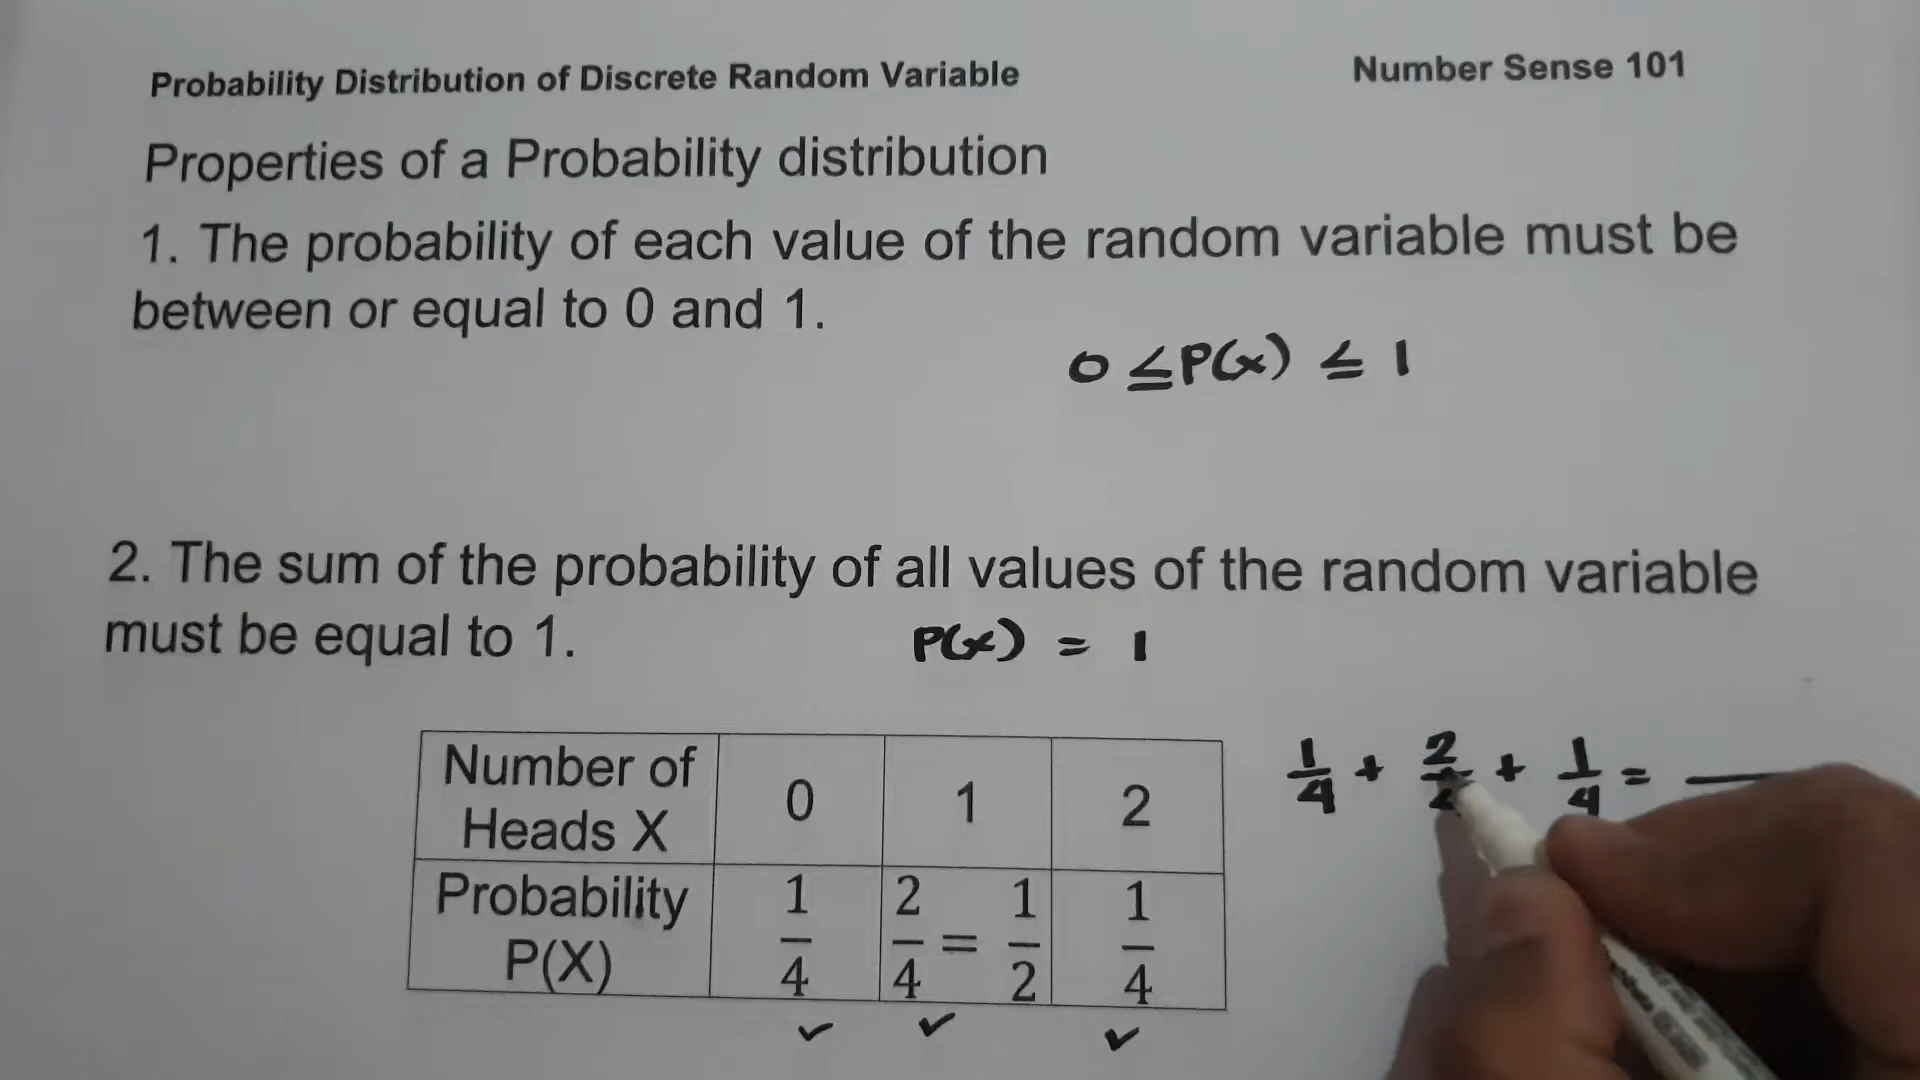 Probability Distribution of Discrete Random Variable
Number Sense 101
Properties of a Probability distribution
1. The probability of each value of the random variable must be
between or equal to 0 and 1.
0 ≤ P(x) ≤ 1
2. The sum of the probability of all values of the random variable
must be equal to 1.
P(x) = 1
Number of Heads X 0 1 2
Probability P(X) 1/4 2/4 = 1/2 1/4
✓ ✓ ✓
1/4 + 2/4 + 1/4 =